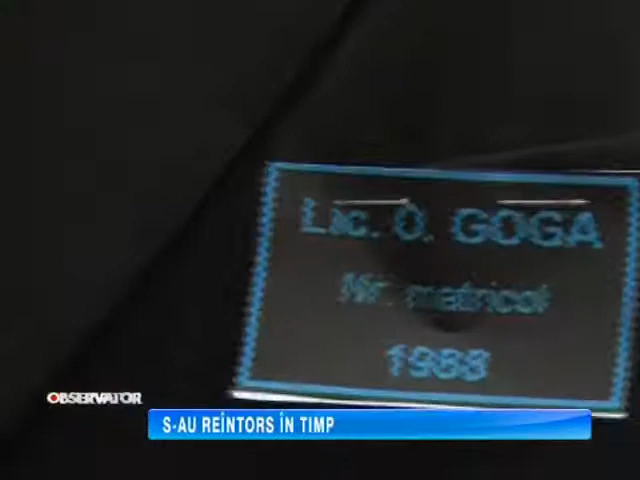 Lic. O. GOGA
Nr. matricol
1988
OBSERVATOR
S-AU REÎNTORS ÎN TIMP